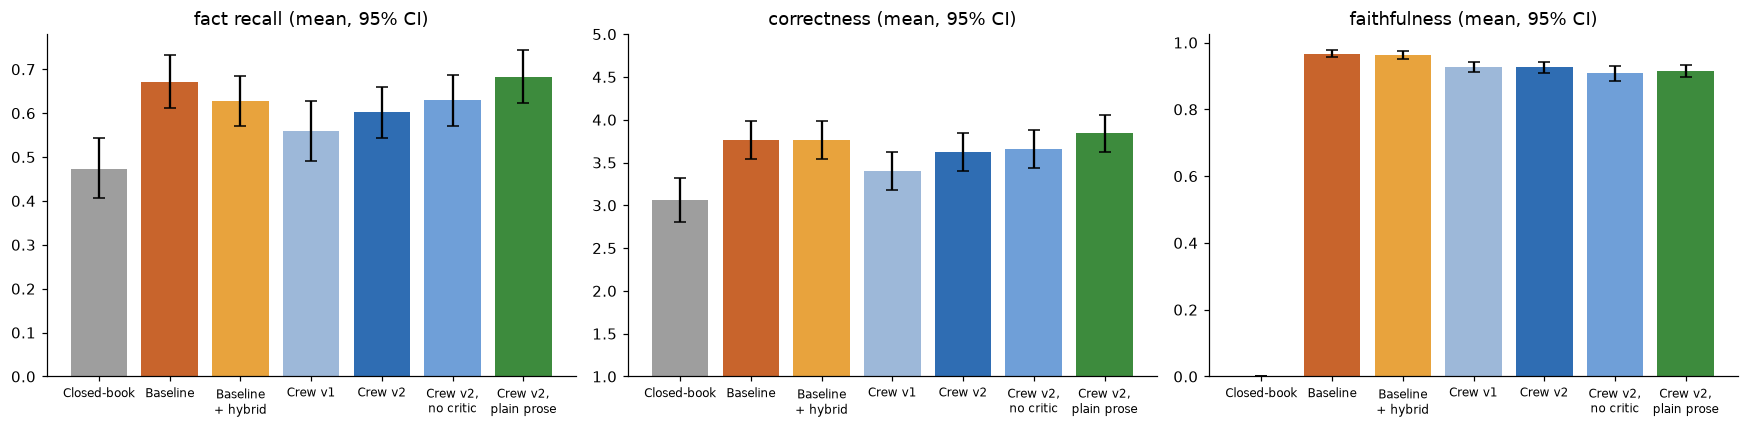 fact recall (mean, 95% CI)
0.7
0.6
0.5
0.4
0.3
0.2
0.1
0.0
Closed-book
Baseline
Baseline
+ hybrid
Crew v1
Crew v2
Crew v2,
no critic
Crew v2,
plain prose
correctness (mean, 95% CI)
5.0
4.5
4.0
3.5
3.0
2.5
2.0
1.5
1.0
Closed-book
Baseline
Baseline
+ hybrid
Crew v1
Crew v2
Crew v2,
no critic
Crew v2,
plain prose
faithfulness (mean, 95% CI)
1.0
0.8
0.6
0.4
0.2
0.0
Closed-book
Baseline
Baseline
+ hybrid
Crew v1
Crew v2
Crew v2,
no critic
Crew v2,
plain prose